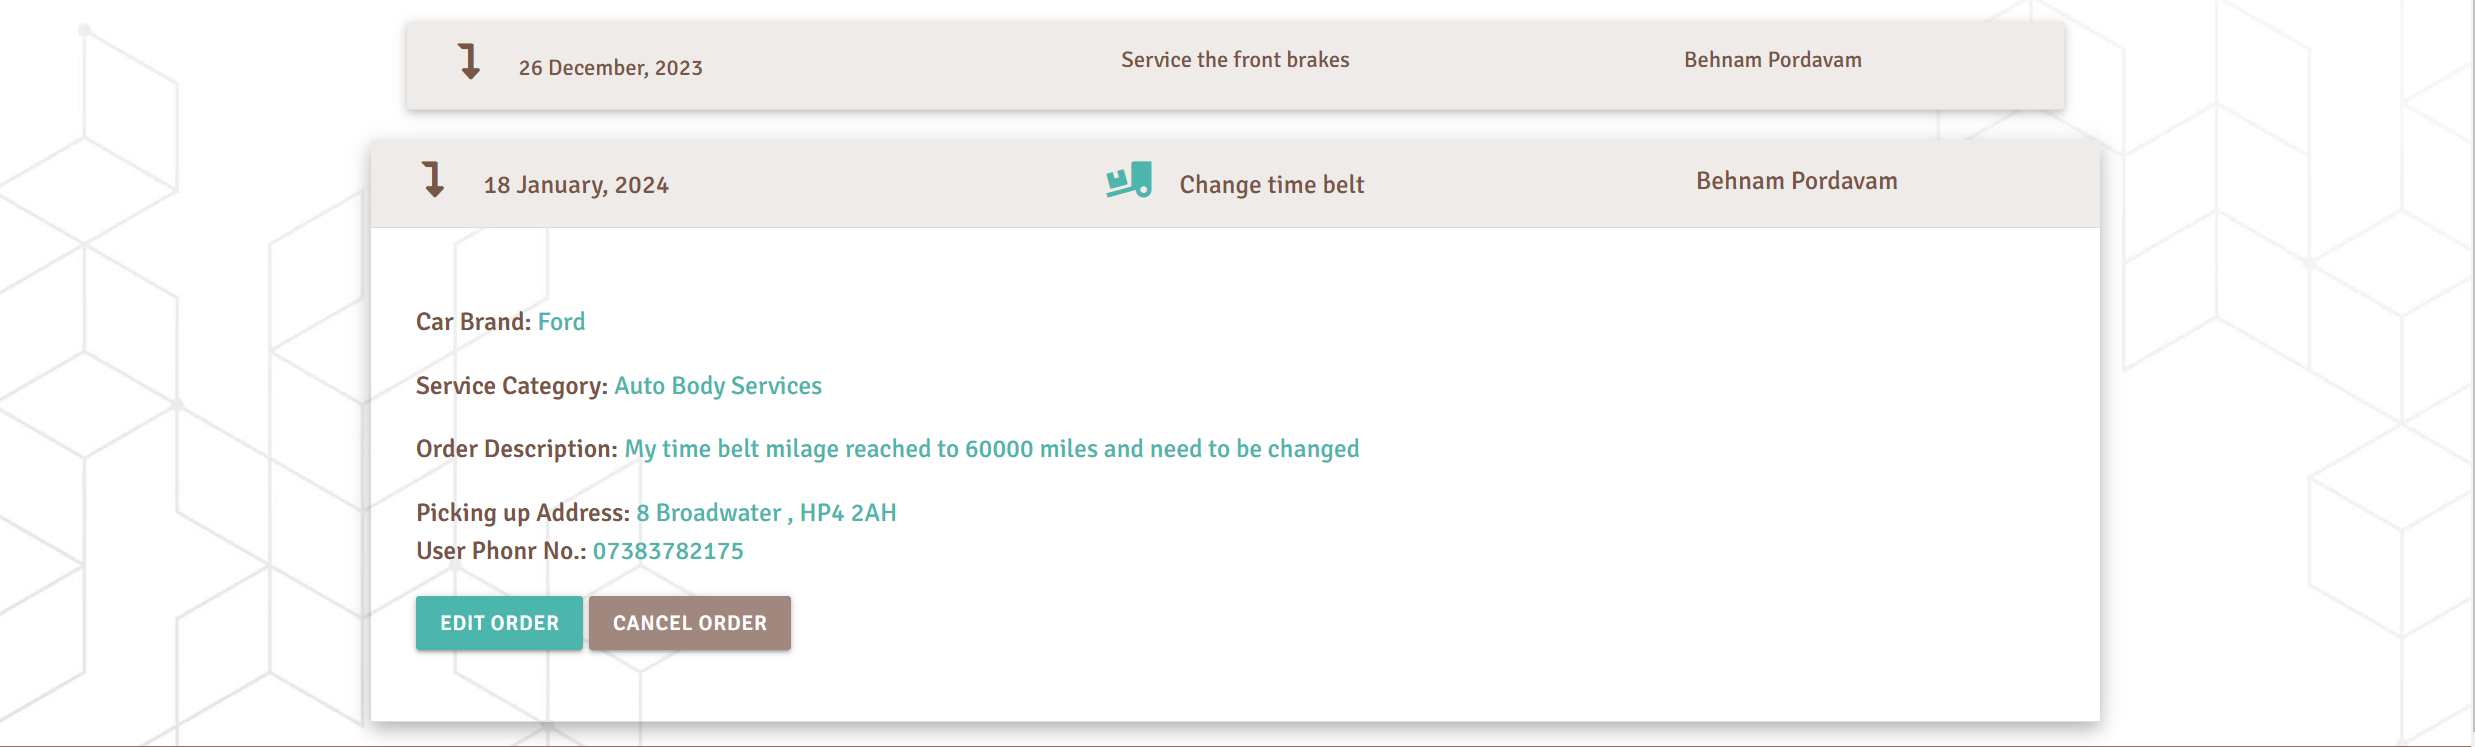 26 December, 2023 Service the front brakes Behnam Pordavam
18 January, 2024 Change time belt Behnam Pordavam
Car Brand: Ford
Service Category: Auto Body Services
Order Description: My time belt milage reached to 60000 miles and need to be changed
Picking up Address: 8 Broadwater , HP4 2AH
User Phonr No.: 07383782175
EDIT ORDER CANCEL ORDER